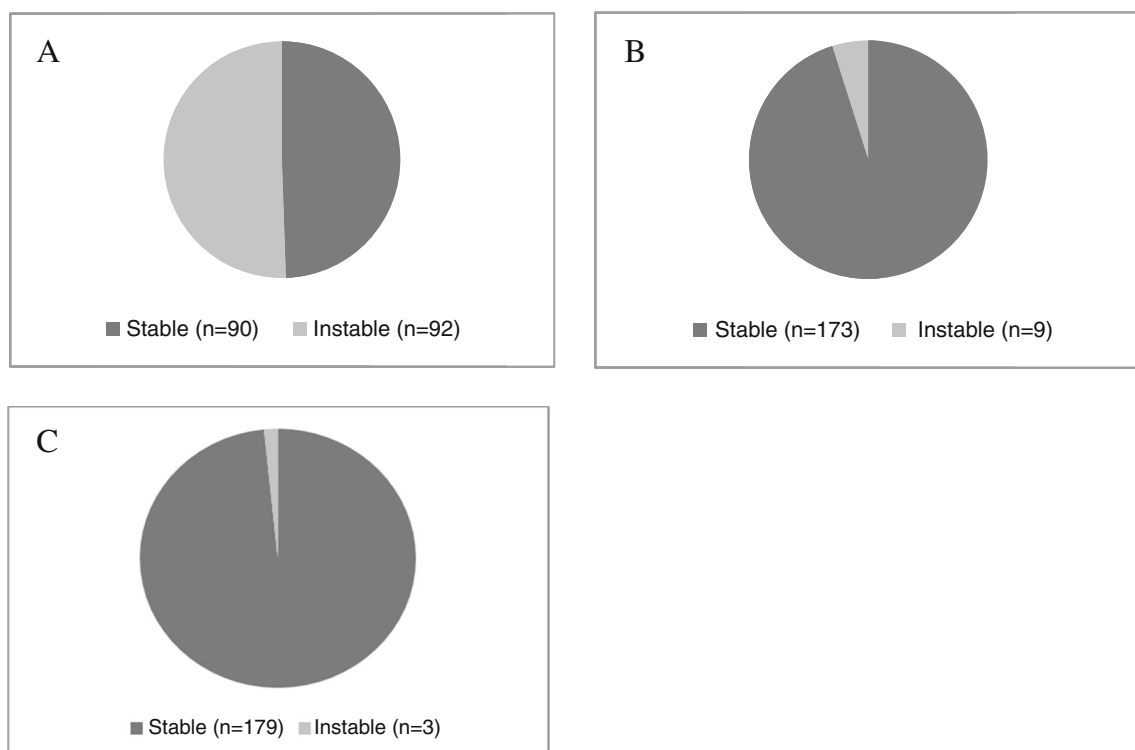 A
Stable (n=90) Instable (n=92)
B
Stable (n=173) Instable (n=9)
C
Stable (n=179) Instable (n=3)